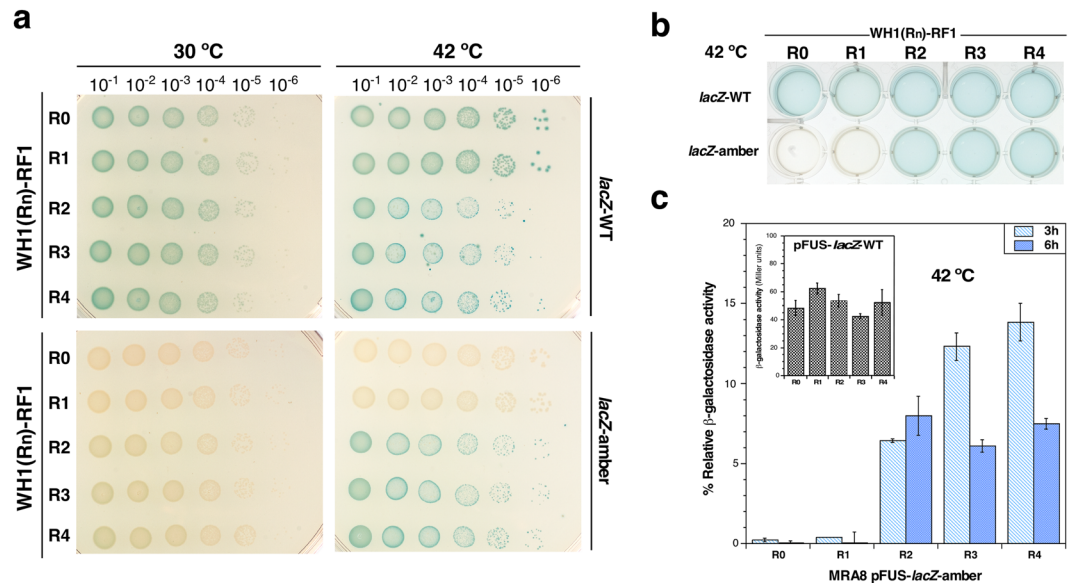 a
30 ºC
42 ºC
10-1 10-2 10-3 10-4 10-5 10-6
10-1 10-2 10-3 10-4 10-5 10-6
WH1(Rn)-RF1
R0
R1
R2
R3
R4
lacZ-WT
WH1(Rn)-RF1
R0
R1
R2
R3
R4
lacZ-amber
b
WH1(Rn)-RF1
42 ºC R0 R1 R2 R3 R4
lacZ-WT
lacZ-amber
c
% Relative β-galactosidase activity
20
15
10
5
0
3h
6h
42 ºC
pFUS-lacZ-WT
β-galactosidase activity (Miller units)
100
80
60
40
20
0
R0 R1 R2 R3 R4
R0 R1 R2 R3 R4
MRA8 pFUS-lacZ-amber